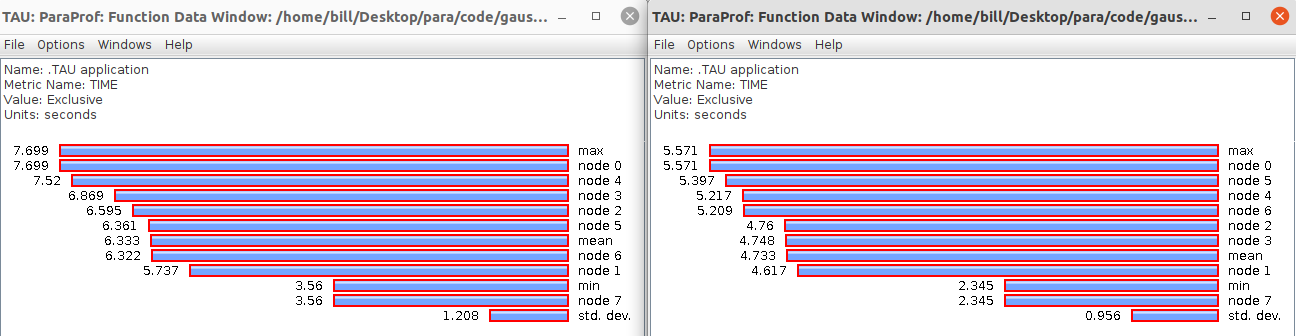 TAU: ParaProf: Function Data Window: /home/bill/Desktop/para/code/gaus...
File Options Windows Help
Name: .TAU application
Metric Name: TIME
Value: Exclusive
Units: seconds
7.699 max
7.699 node 0
7.52 node 4
6.869 node 3
6.595 node 2
6.361 node 5
6.333 mean
6.322 node 6
5.737 node 1
3.56 min
3.56 node 7
1.208 std. dev.
TAU: ParaProf: Function Data Window: /home/bill/Desktop/para/code/gaus...
File Options Windows Help
Name: .TAU application
Metric Name: TIME
Value: Exclusive
Units: seconds
5.571 max
5.571 node 0
5.397 node 5
5.217 node 4
5.209 node 6
4.76 node 2
4.748 node 3
4.733 mean
4.617 node 1
2.345 min
2.345 node 7
0.956 std. dev.